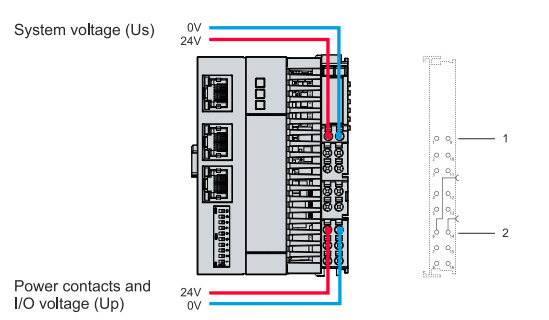 System voltage (Us)
0V
24V
1
2
Power contacts and
I/O voltage (Up)
24V
0V